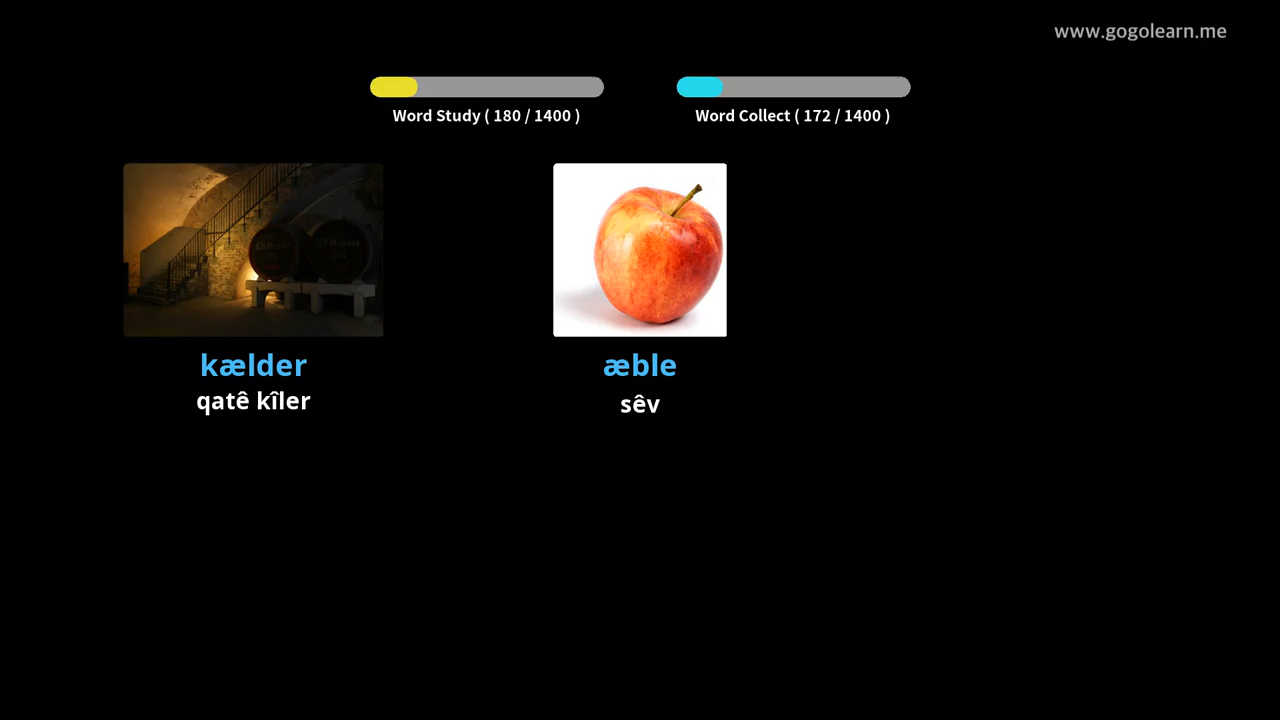 www.gogolearn.me
Word Study ( 180 / 1400 )
Word Collect ( 172 / 1400 )
kælder
æble
qatê kîler
sêv